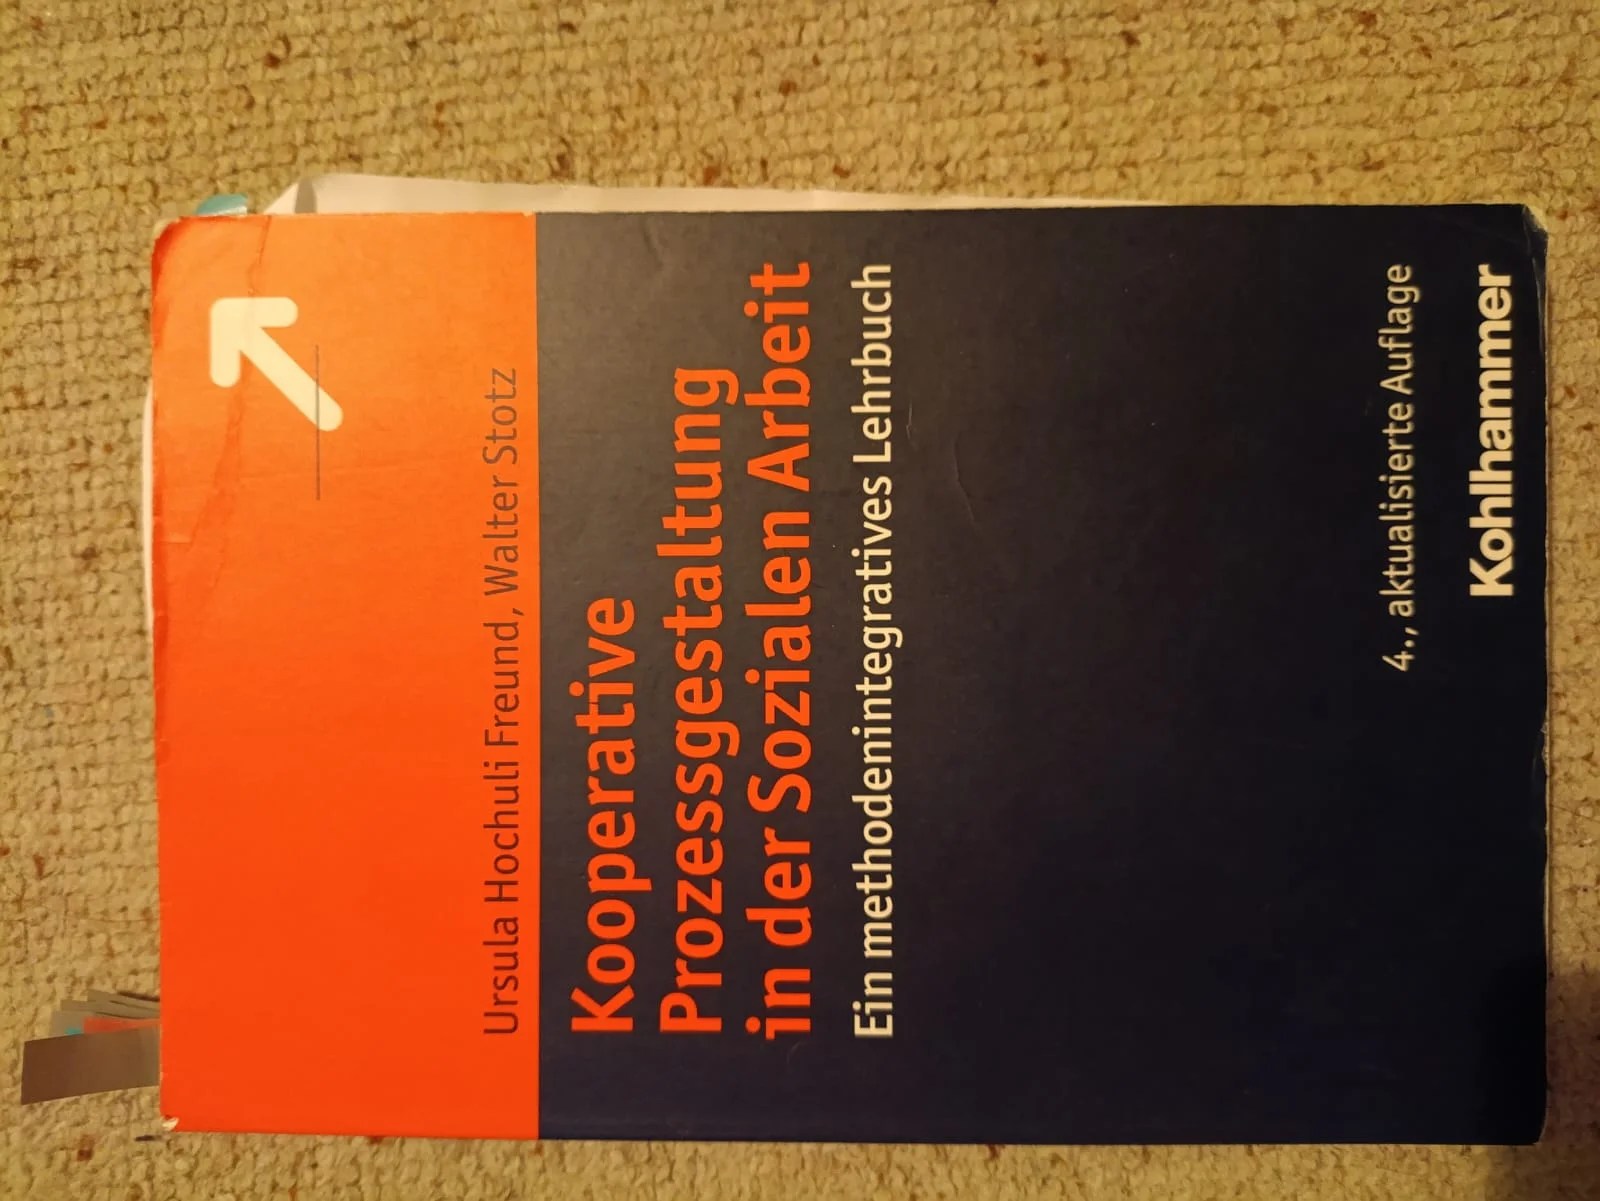 Ursula Hochuli Freund, Walter Stotz
Kooperative
Prozessgestaltung
in der Sozialen Arbeit
Ein methodenintegratives Lehrbuch
4., aktualisierte Auflage
Kohlhammer